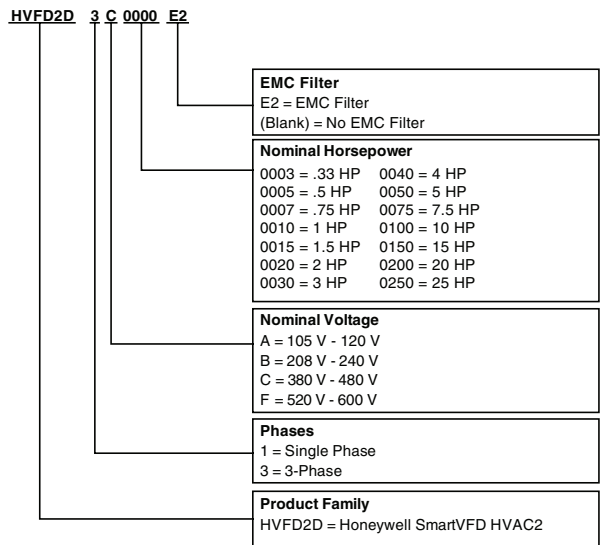 HVFD2D 3 C 0000 E2
EMC Filter
E2 = EMC Filter
(Blank) = No EMC Filter
Nominal Horsepower
0003 = .33 HP 0040 = 4 HP
0005 = .5 HP 0050 = 5 HP
0007 = .75 HP 0075 = 7.5 HP
0010 = 1 HP 0100 = 10 HP
0015 = 1.5 HP 0150 = 15 HP
0020 = 2 HP 0200 = 20 HP
0030 = 3 HP 0250 = 25 HP
Nominal Voltage
A = 105 V - 120 V
B = 208 V - 240 V
C = 380 V - 480 V
F = 520 V - 600 V
Phases
1 = Single Phase
3 = 3-Phase
Product Family
HVFD2D = Honeywell SmartVFD HVAC2